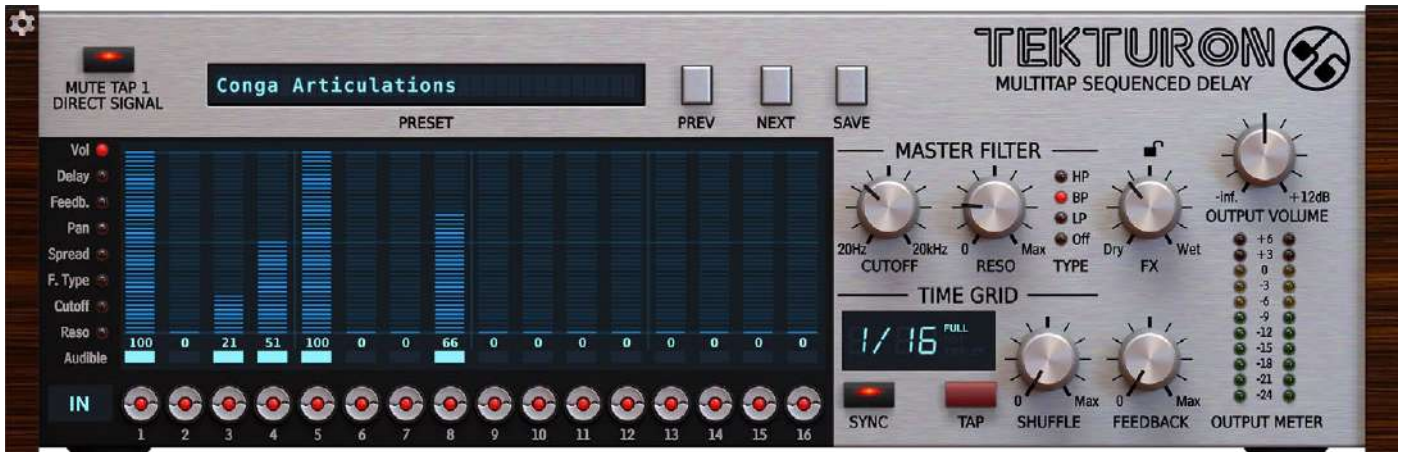 TEKTURON
MULTITAP SEQUENCED DELAY
MUTE TAP 1
DIRECT SIGNAL
Conga Articulations
PRESET
PREV
NEXT
SAVE
Vol
Delay
Feedb.
Pan
Spread
F. Type
Cutoff
Reso
Audible
100 0 21 51 100 0 0 66 0 0 0 0 0 0 0 0
IN
1 2 3 4 5 6 7 8 9 10 11 12 13 14 15 16
MASTER FILTER
20Hz 20kHz
CUTOFF
0 Max
RESO
HP
BP
LP
Off
TYPE
Dry Wet
FX
-inf. +12dB
OUTPUT VOLUME
TIME GRID
1/16 FULL
SYNC
TAP
0 Max
SHUFFLE
0 Max
FEEDBACK
+6
+3
0
-3
-6
-9
-12
-15
-18
-21
-24
OUTPUT METER